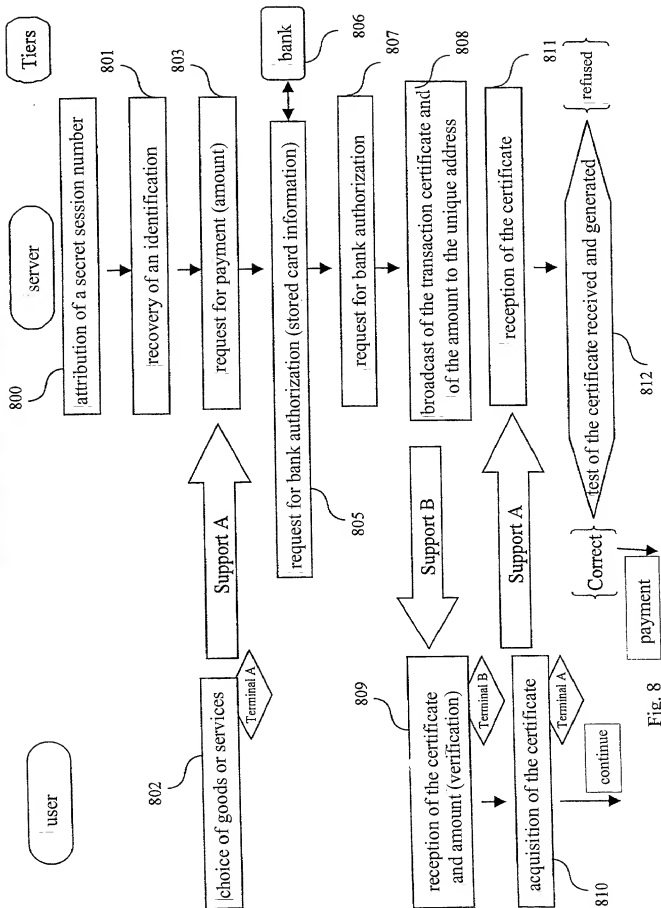 user
server
Tiers
800
attribution of a secret session number
801
recovery of an identification
802
choice of goods or services
Terminal A
Support A
803
request for payment (amount)
805
request for bank authorization (stored card information)
bank
806
807
request for bank authorization
808
broadcast of the transaction certificate and
of the amount to the unique address
Support B
809
reception of the certificate
and amount (verification)
Terminal B
810
acquisition of the certificate
Terminal A
Support A
811
reception of the certificate
continue
812
test of the certificate received and generated
Correct
refused
payment
Fig. 8